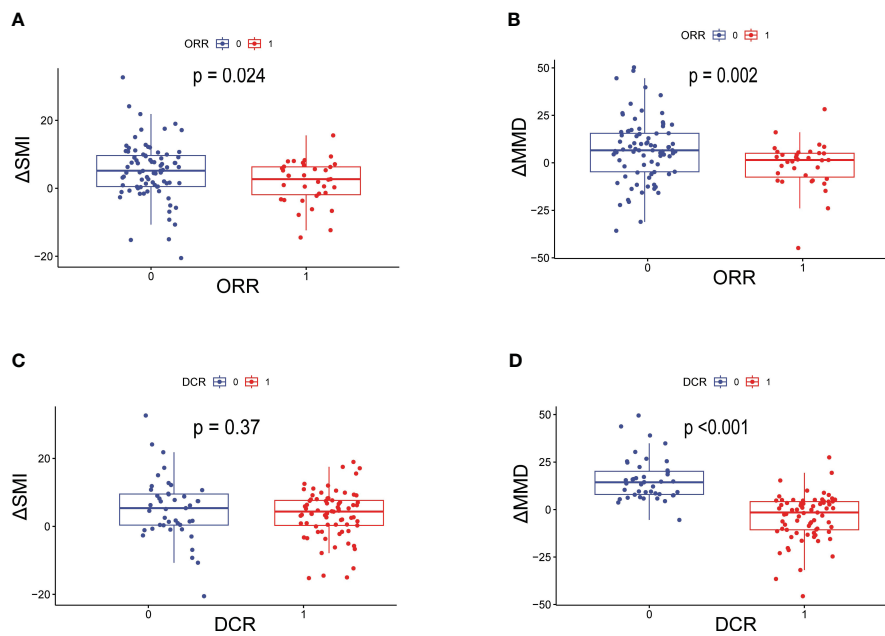 A
ORR 0 1
p = 0.024
ΔSMI
20
0
−20
0 1
ORR
B
ORR 0 1
p = 0.002
ΔMMD
50
25
0
−25
−50
0 1
ORR
C
DCR 0 1
p = 0.37
ΔSMI
20
0
−20
0 1
DCR
D
DCR 0 1
p <0.001
ΔMMD
50
25
0
−25
−50
0 1
DCR